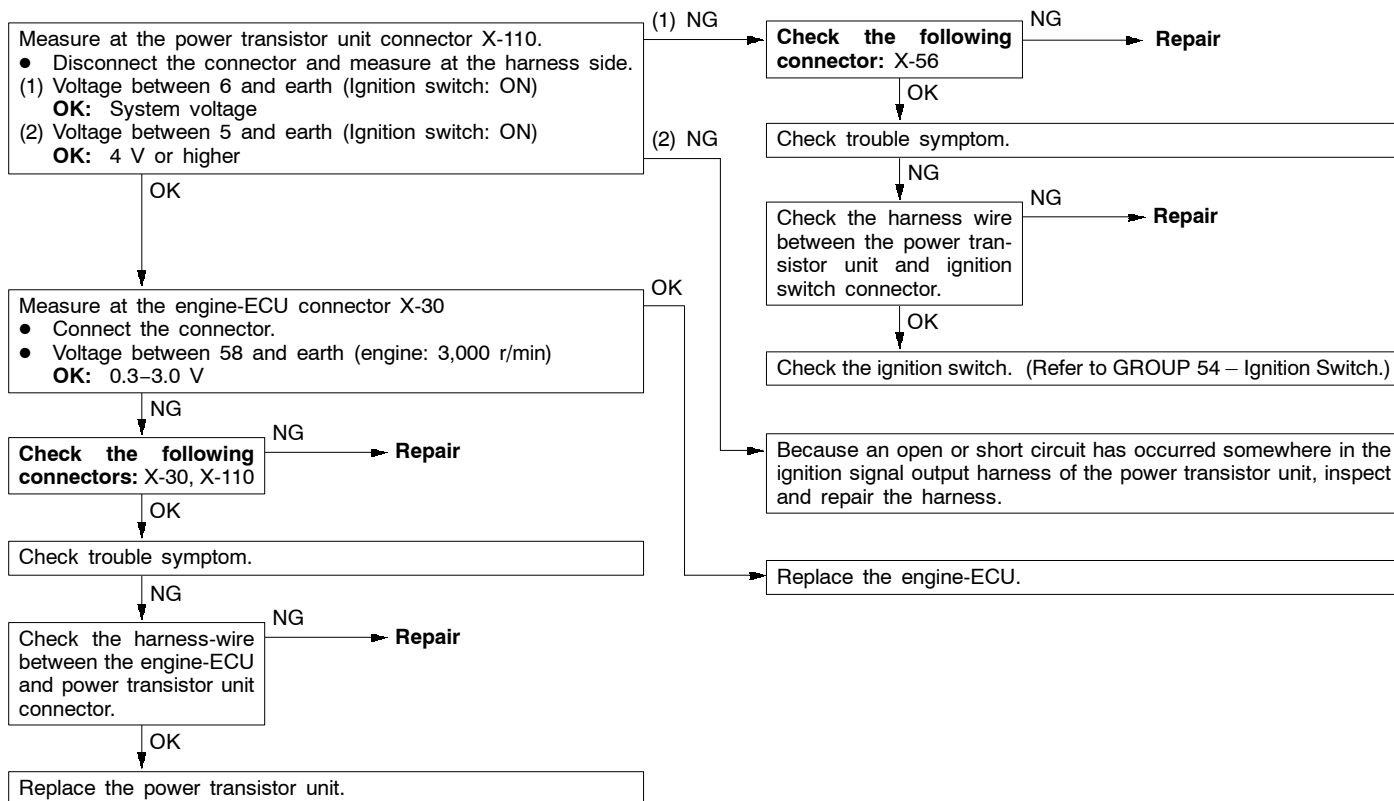 Measure at the power transistor unit connector X-110.
● Disconnect the connector and measure at the harness side.
(1) Voltage between 6 and earth (Ignition switch: ON)
OK: System voltage
(2) Voltage between 5 and earth (Ignition switch: ON)
OK: 4 V or higher
(1) NG
(2) NG
OK
Measure at the engine-ECU connector X-30
● Connect the connector.
● Voltage between 58 and earth (engine: 3,000 r/min)
OK: 0.3–3.0 V
OK
NG
Check the following
connectors: X-30, X-110
NG
Repair
OK
Check trouble symptom.
NG
Check the harness-wire
between the engine-ECU
and power transistor unit
connector.
NG
Repair
OK
Replace the power transistor unit.
Check the following
connector: X-56
NG
Repair
OK
Check trouble symptom.
NG
Check the harness wire
between the power tran-
sistor unit and ignition
switch connector.
NG
Repair
OK
Check the ignition switch. (Refer to GROUP 54 – Ignition Switch.)
Because an open or short circuit has occurred somewhere in the
ignition signal output harness of the power transistor unit, inspect
and repair the harness.
Replace the engine-ECU.